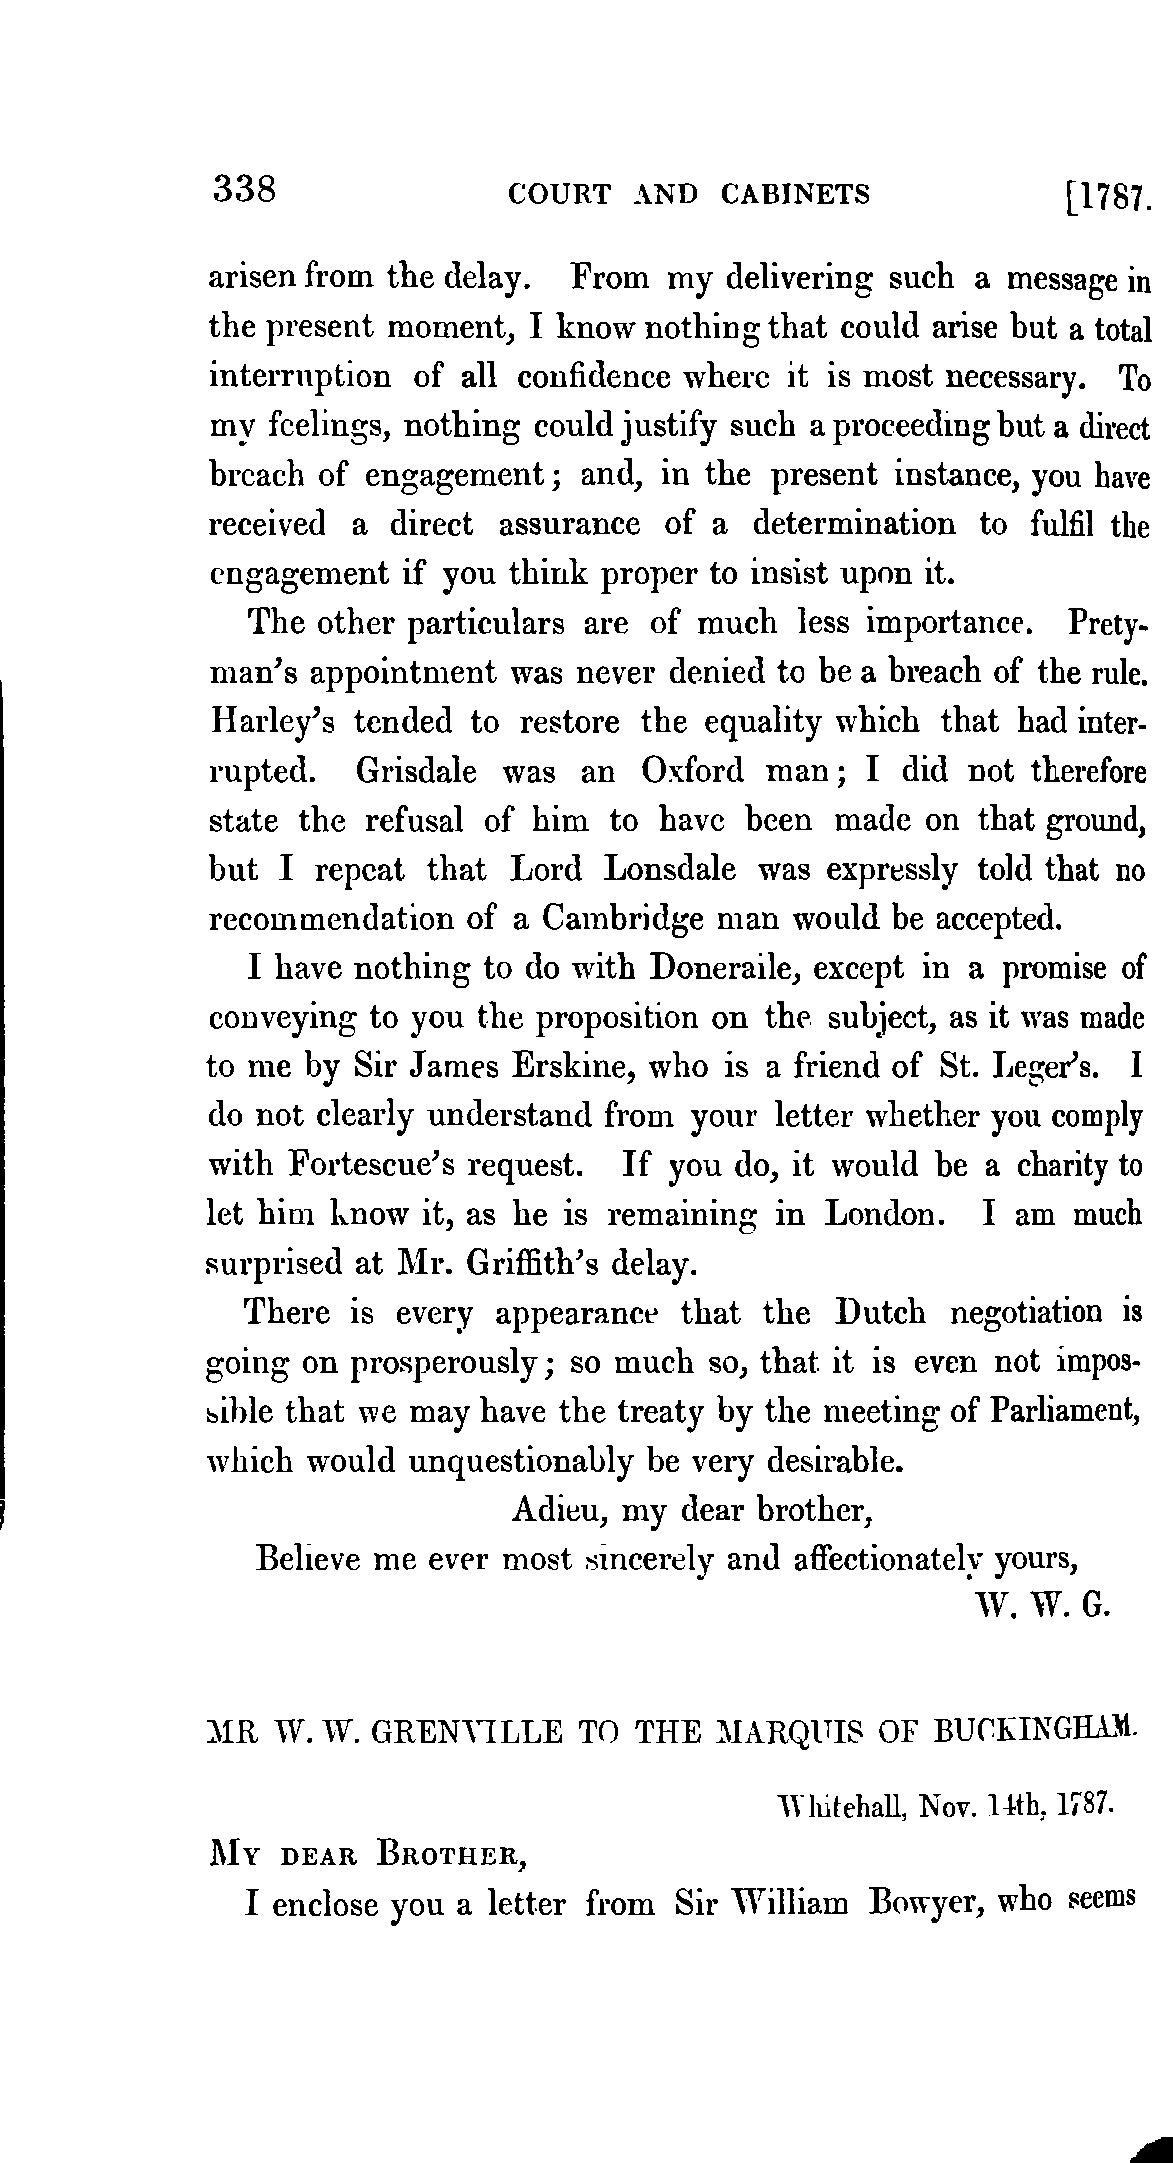 338 COURT AND CABINETS [1787.
arisen from the delay. From my delivering such a message in
the present moment, I know nothing that could arise but a total
interruption of all confidence where it is most necessary. To
my feelings, nothing could justify such a proceeding but a direct
breach of engagement; and, in the present instance, you have
received a direct assurance of a determination to fulfil the
engagement if you think proper to insist upon it.
The other particulars are of much less importance. Prety-
man's appointment was never denied to be a breach of the rule.
Harley's tended to restore the equality which that had inter-
rupted. Grisdale was an Oxford man; I did not therefore
state the refusal of him to have been made on that ground,
but I repeat that Lord Lonsdale was expressly told that no
recommendation of a Cambridge man would be accepted.
I have nothing to do with Doneraile, except in a promise of
conveying to you the proposition on the subject, as it was made
to me by Sir James Erskine, who is a friend of St. Leger's. I
do not clearly understand from your letter whether you comply
with Fortescue's request. If you do, it would be a charity to
let him know it, as he is remaining in London. I am much
surprised at Mr. Griffith's delay.
There is every appearance that the Dutch negotiation is
going on prosperously; so much so, that it is even not impos-
sible that we may have the treaty by the meeting of Parliament,
which would unquestionably be very desirable.
Adieu, my dear brother,
Believe me ever most sincerely and affectionately yours,
W. W. G.
MR W. W. GRENVILLE TO THE MARQUIS OF BUCKINGHAM.
Whitehall, Nov. 14th, 1787.
MY DEAR BROTHER,
I enclose you a letter from Sir William Bowyer, who seems